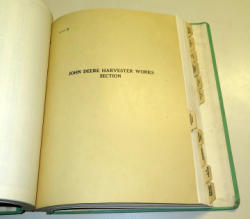 JOHN DEERE HARVESTER WORKS
SECTION